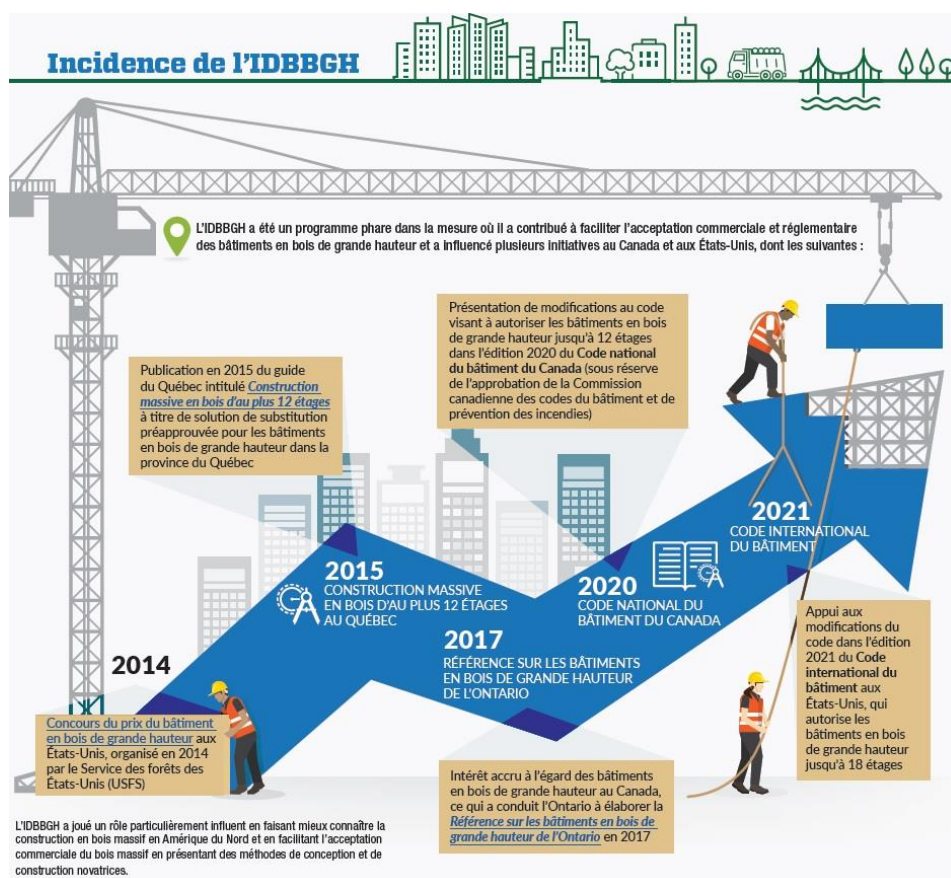 Incidence de l'IDBBGH
L'IDBBGH a été un programme phare dans la mesure où il a contribué à faciliter l'acceptation commerciale et réglementaire
des bâtiments en bois de grande hauteur et a influencé plusieurs initiatives au Canada et aux États-Unis, dont les suivantes :
2014
Concours du prix du bâtiment
en bois de grande hauteur aux
États-Unis, organisé en 2014
par le Service des forêts des
États-Unis (USFS)
Publication en 2015 du guide
du Québec intitulé Construction
massive en bois d'au plus 12 étages
à titre de solution de substitution
préapprouvée pour les bâtiments
en bois de grande hauteur dans la
province du Québec
2015
CONSTRUCTION MASSIVE
EN BOIS D'AU PLUS 12 ÉTAGES
AU QUÉBEC
2017
RÉFÉRENCE SUR LES BÂTIMENTS
EN BOIS DE GRANDE HAUTEUR
DE L'ONTARIO
Intérêt accru à l'égard des bâtiments
en bois de grande hauteur au Canada,
ce qui a conduit l'Ontario à élaborer la
Référence sur les bâtiments en bois de
grande hauteur de l'Ontario en 2017
Présentation de modifications au code
visant à autoriser les bâtiments en bois
de grande hauteur jusqu'à 12 étages
dans l'édition 2020 du Code national
du bâtiment du Canada (sous réserve
de l'approbation de la Commission
canadienne des codes du bâtiment et de
prévention des incendies)
2020
CODE NATIONAL DU
BÂTIMENT DU CANADA
2021
CODE INTERNATIONAL
DU BÂTIMENT
Appui aux
modifications du
code dans l'édition
2021 du Code
international du
bâtiment aux
États-Unis, qui
autorise les
bâtiments en bois
de grande hauteur
jusqu'à 18 étages
L'IDBBGH a joué un rôle particulièrement influent en faisant mieux connaître la
construction en bois massif en Amérique du Nord et en facilitant l'acceptation
commerciale du bois massif en présentant des méthodes de conception et de
construction novatrices.